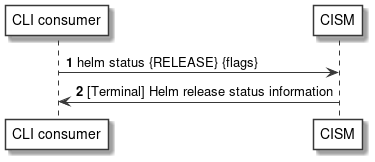 CLI consumer CISM
1 helm status {RELEASE} {flags}
2 [Terminal] Helm release status information
CLI consumer CISM